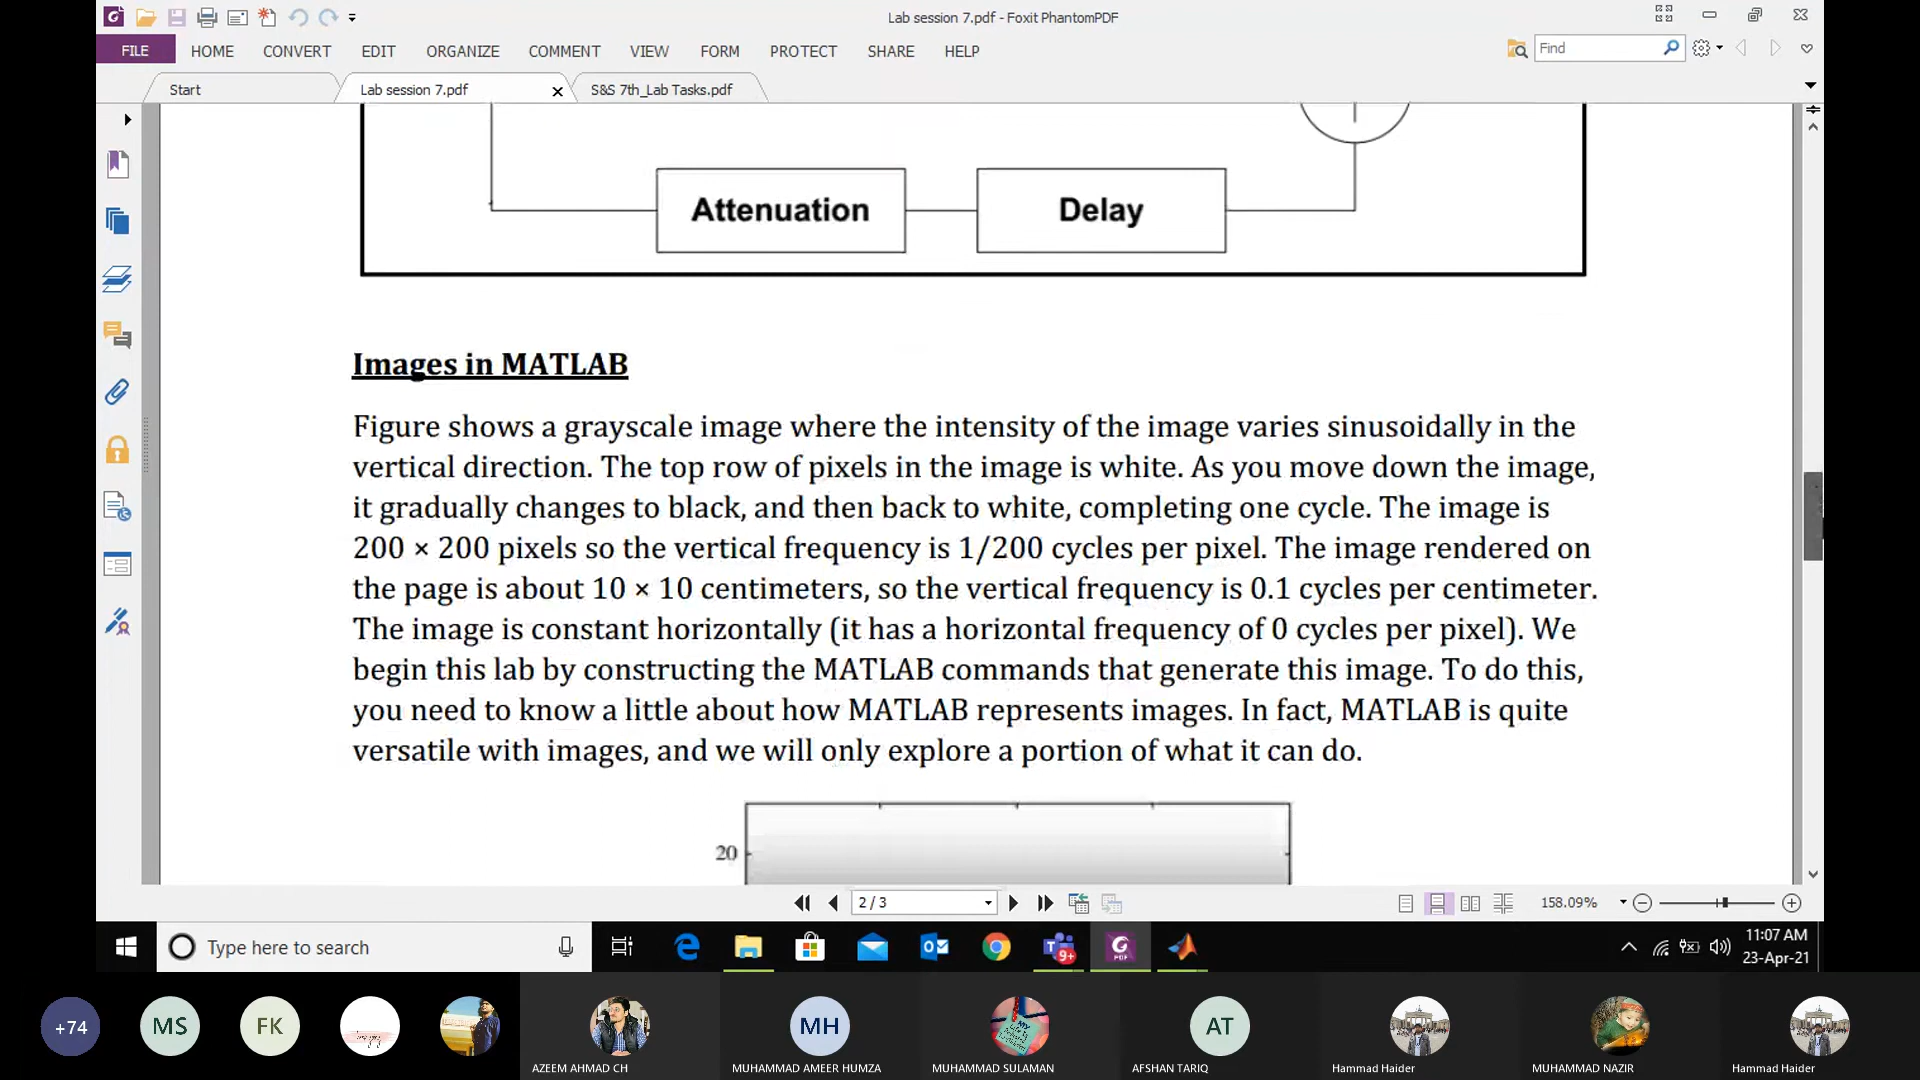 Lab session 7.pdf - Foxit PhantomPDF
FILE HOME CONVERT EDIT ORGANIZE COMMENT VIEW FORM PROTECT SHARE HELP
Find
Start
Lab session 7.pdf
S&S 7th_Lab Tasks.pdf
Attenuation
Delay
Images in MATLAB
Figure shows a grayscale image where the intensity of the image varies sinusoidally in the
vertical direction. The top row of pixels in the image is white. As you move down the image,
it gradually changes to black, and then back to white, completing one cycle. The image is
200 × 200 pixels so the vertical frequency is 1/200 cycles per pixel. The image rendered on
the page is about 10 × 10 centimeters, so the vertical frequency is 0.1 cycles per centimeter.
The image is constant horizontally (it has a horizontal frequency of 0 cycles per pixel). We
begin this lab by constructing the MATLAB commands that generate this image. To do this,
you need to know a little about how MATLAB represents images. In fact, MATLAB is quite
versatile with images, and we will only explore a portion of what it can do.
20
2 / 3
158.09%
Type here to search
9+
11:07 AM
23-Apr-21
+74
MS
FK
MH
AT
AZEEM AHMAD CH
MUHAMMAD AMEER HUMZA
MUHAMMAD SULAMAN
AFSHAN TARIQ
Hammad Haider
MUHAMMAD NAZIR
Hammad Haider